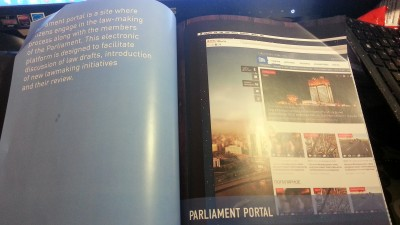 ament portal is a site where
zens engage in the law-making
process along with the members
of the Parliament. This electronic
platform is designed to facilitate
discussion of law drafts, introduction
of new lawmaking initiatives
and their review.
PARLIAMENT PORTAL